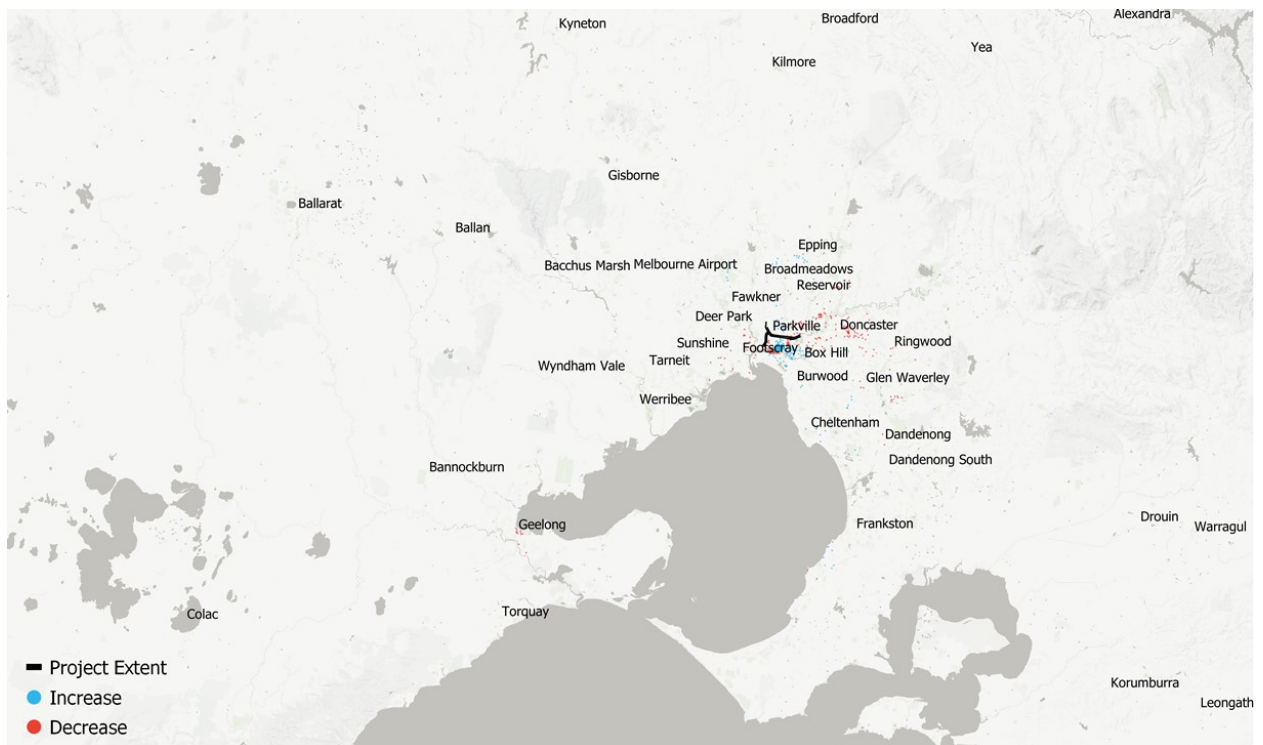 Alexandra
Broadford
Kyneton
Yea
Kilmore
Gisborne
Ballarat
Ballan
Epping
Bacchus Marsh
Melbourne Airport
Broadmeadows
Reservoir
Fawkner
Deer Park
Parkville
Doncaster
Sunshine
Footscray
Ringwood
Tarneit
Box Hill
Wyndham Vale
Burwood
Glen Waverley
Werribee
Cheltenham
Dandenong
Dandenong South
Bannockburn
Geelong
Frankston
Drouin
Warragul
Colac
Torquay
Korumburra
Leongath
Project Extent
Increase
Decrease